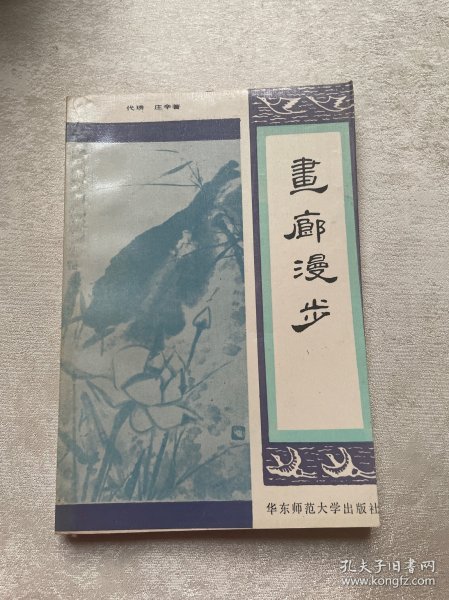 代琇 庄辛著
畫廊漫步
华东师范大学出版社
孔夫子旧书网
www.kongfz.com